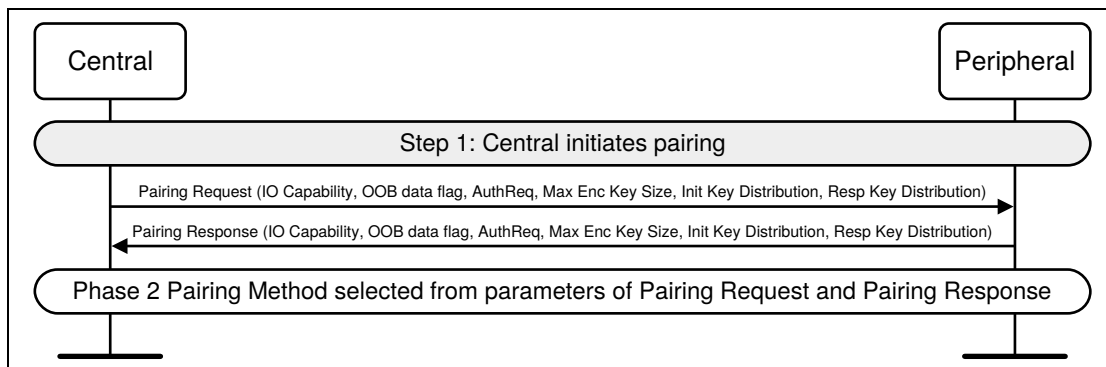 Central
Peripheral
Step 1: Central initiates pairing
Pairing Request (IO Capability, OOB data flag, AuthReq, Max Enc Key Size, Init Key Distribution, Resp Key Distribution)
Pairing Response (IO Capability, OOB data flag, AuthReq, Max Enc Key Size, Init Key Distribution, Resp Key Distribution)
Phase 2 Pairing Method selected from parameters of Pairing Request and Pairing Response